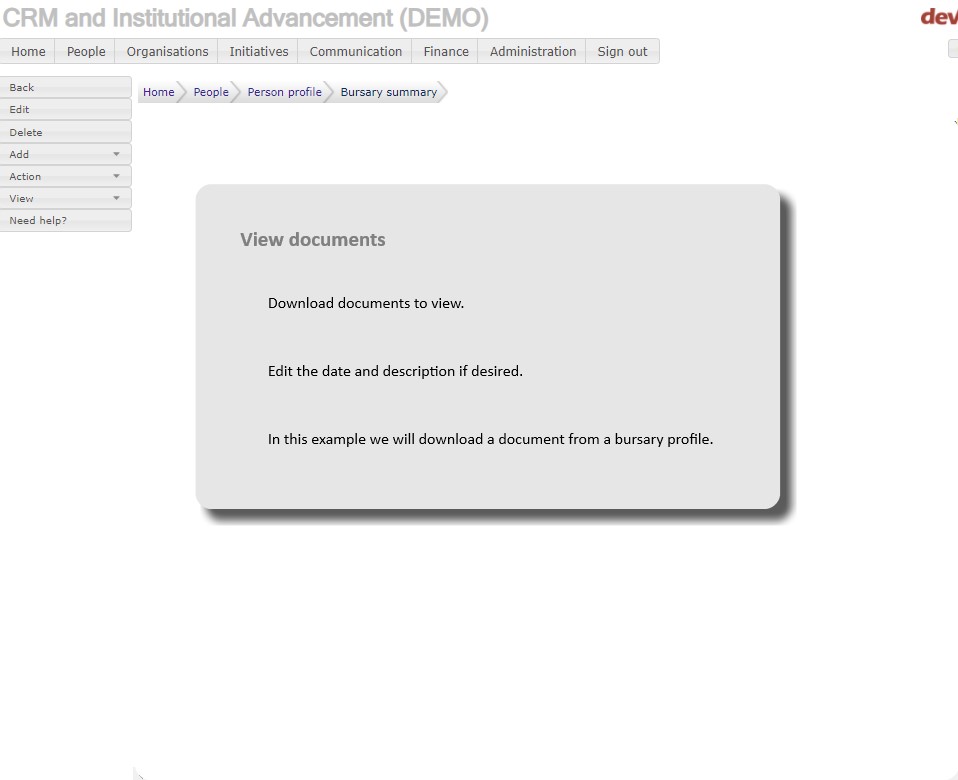 CRM and Institutional Advancement (DEMO)
Home People Organisations Initiatives Communication Finance Administration Sign out
Back
Edit
Delete
Add
Action
View
Need help?
Home People Person profile Bursary summary
View documents
Download documents to view.
Edit the date and description if desired.
In this example we will download a document from a bursary profile.